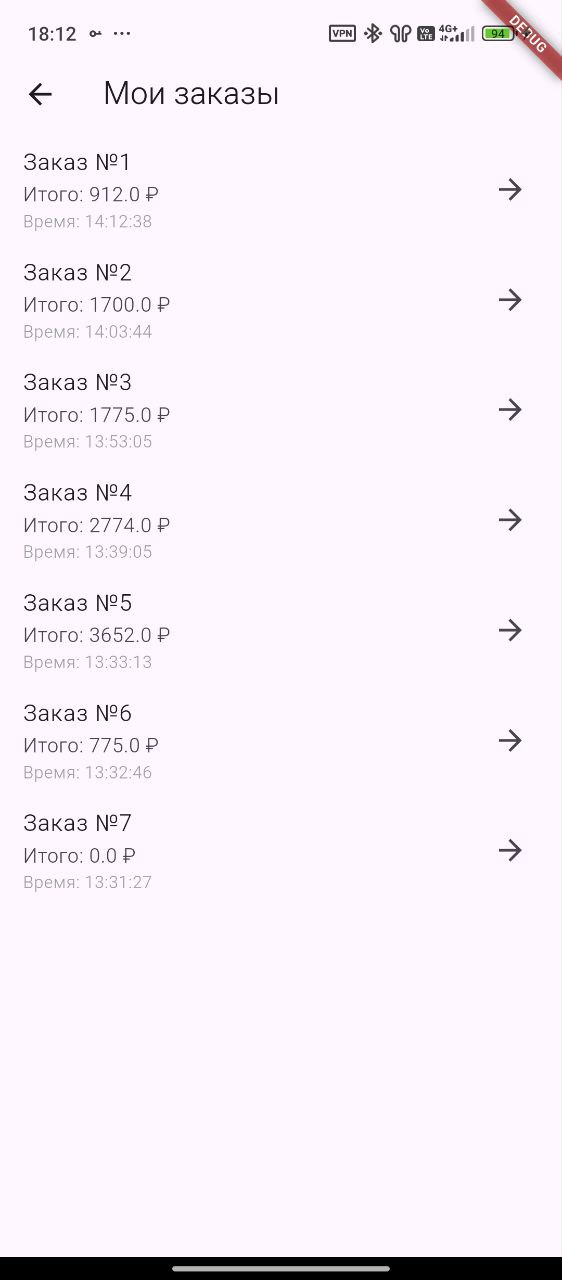 18:12
VPN
Vo LTE
4G+
94
DEBUG
Мои заказы
Заказ №1
Итого: 912.0 ₽
Время: 14:12:38
Заказ №2
Итого: 1700.0 ₽
Время: 14:03:44
Заказ №3
Итого: 1775.0 ₽
Время: 13:53:05
Заказ №4
Итого: 2774.0 ₽
Время: 13:39:05
Заказ №5
Итого: 3652.0 ₽
Время: 13:33:13
Заказ №6
Итого: 775.0 ₽
Время: 13:32:46
Заказ №7
Итого: 0.0 ₽
Время: 13:31:27